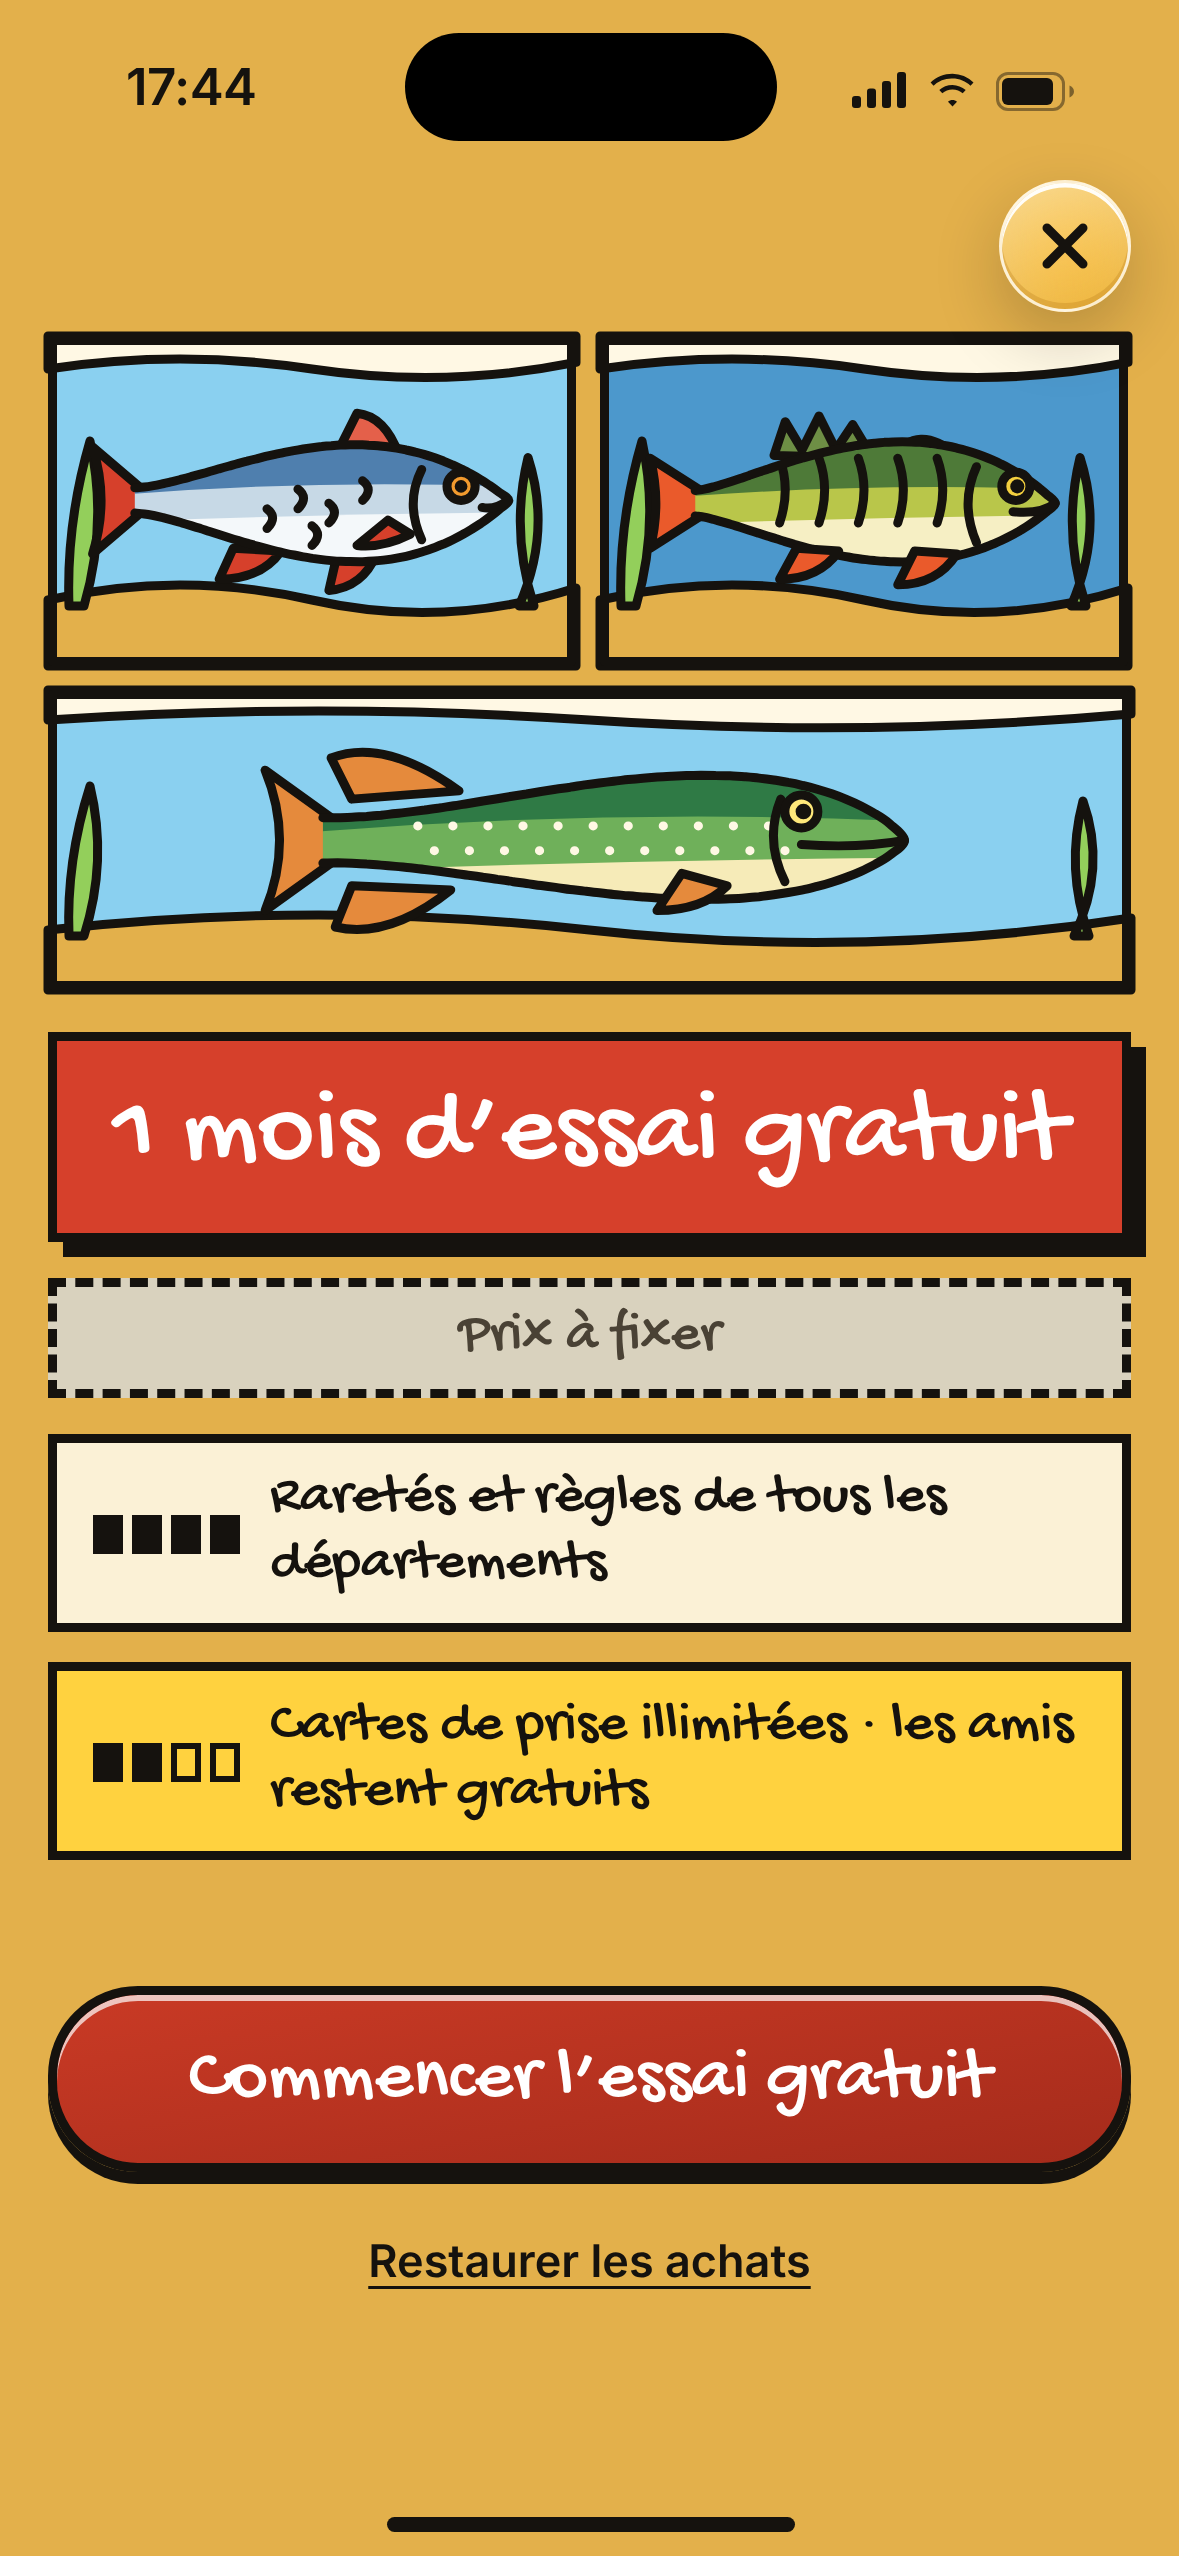 17:44
1 mois d'essai gratuit
Prix à fixer
Raretés et règles de tous les
départements
Cartes de prise illimitées · les amis
restent gratuits
Commencer l'essai gratuit
Restaurer les achats